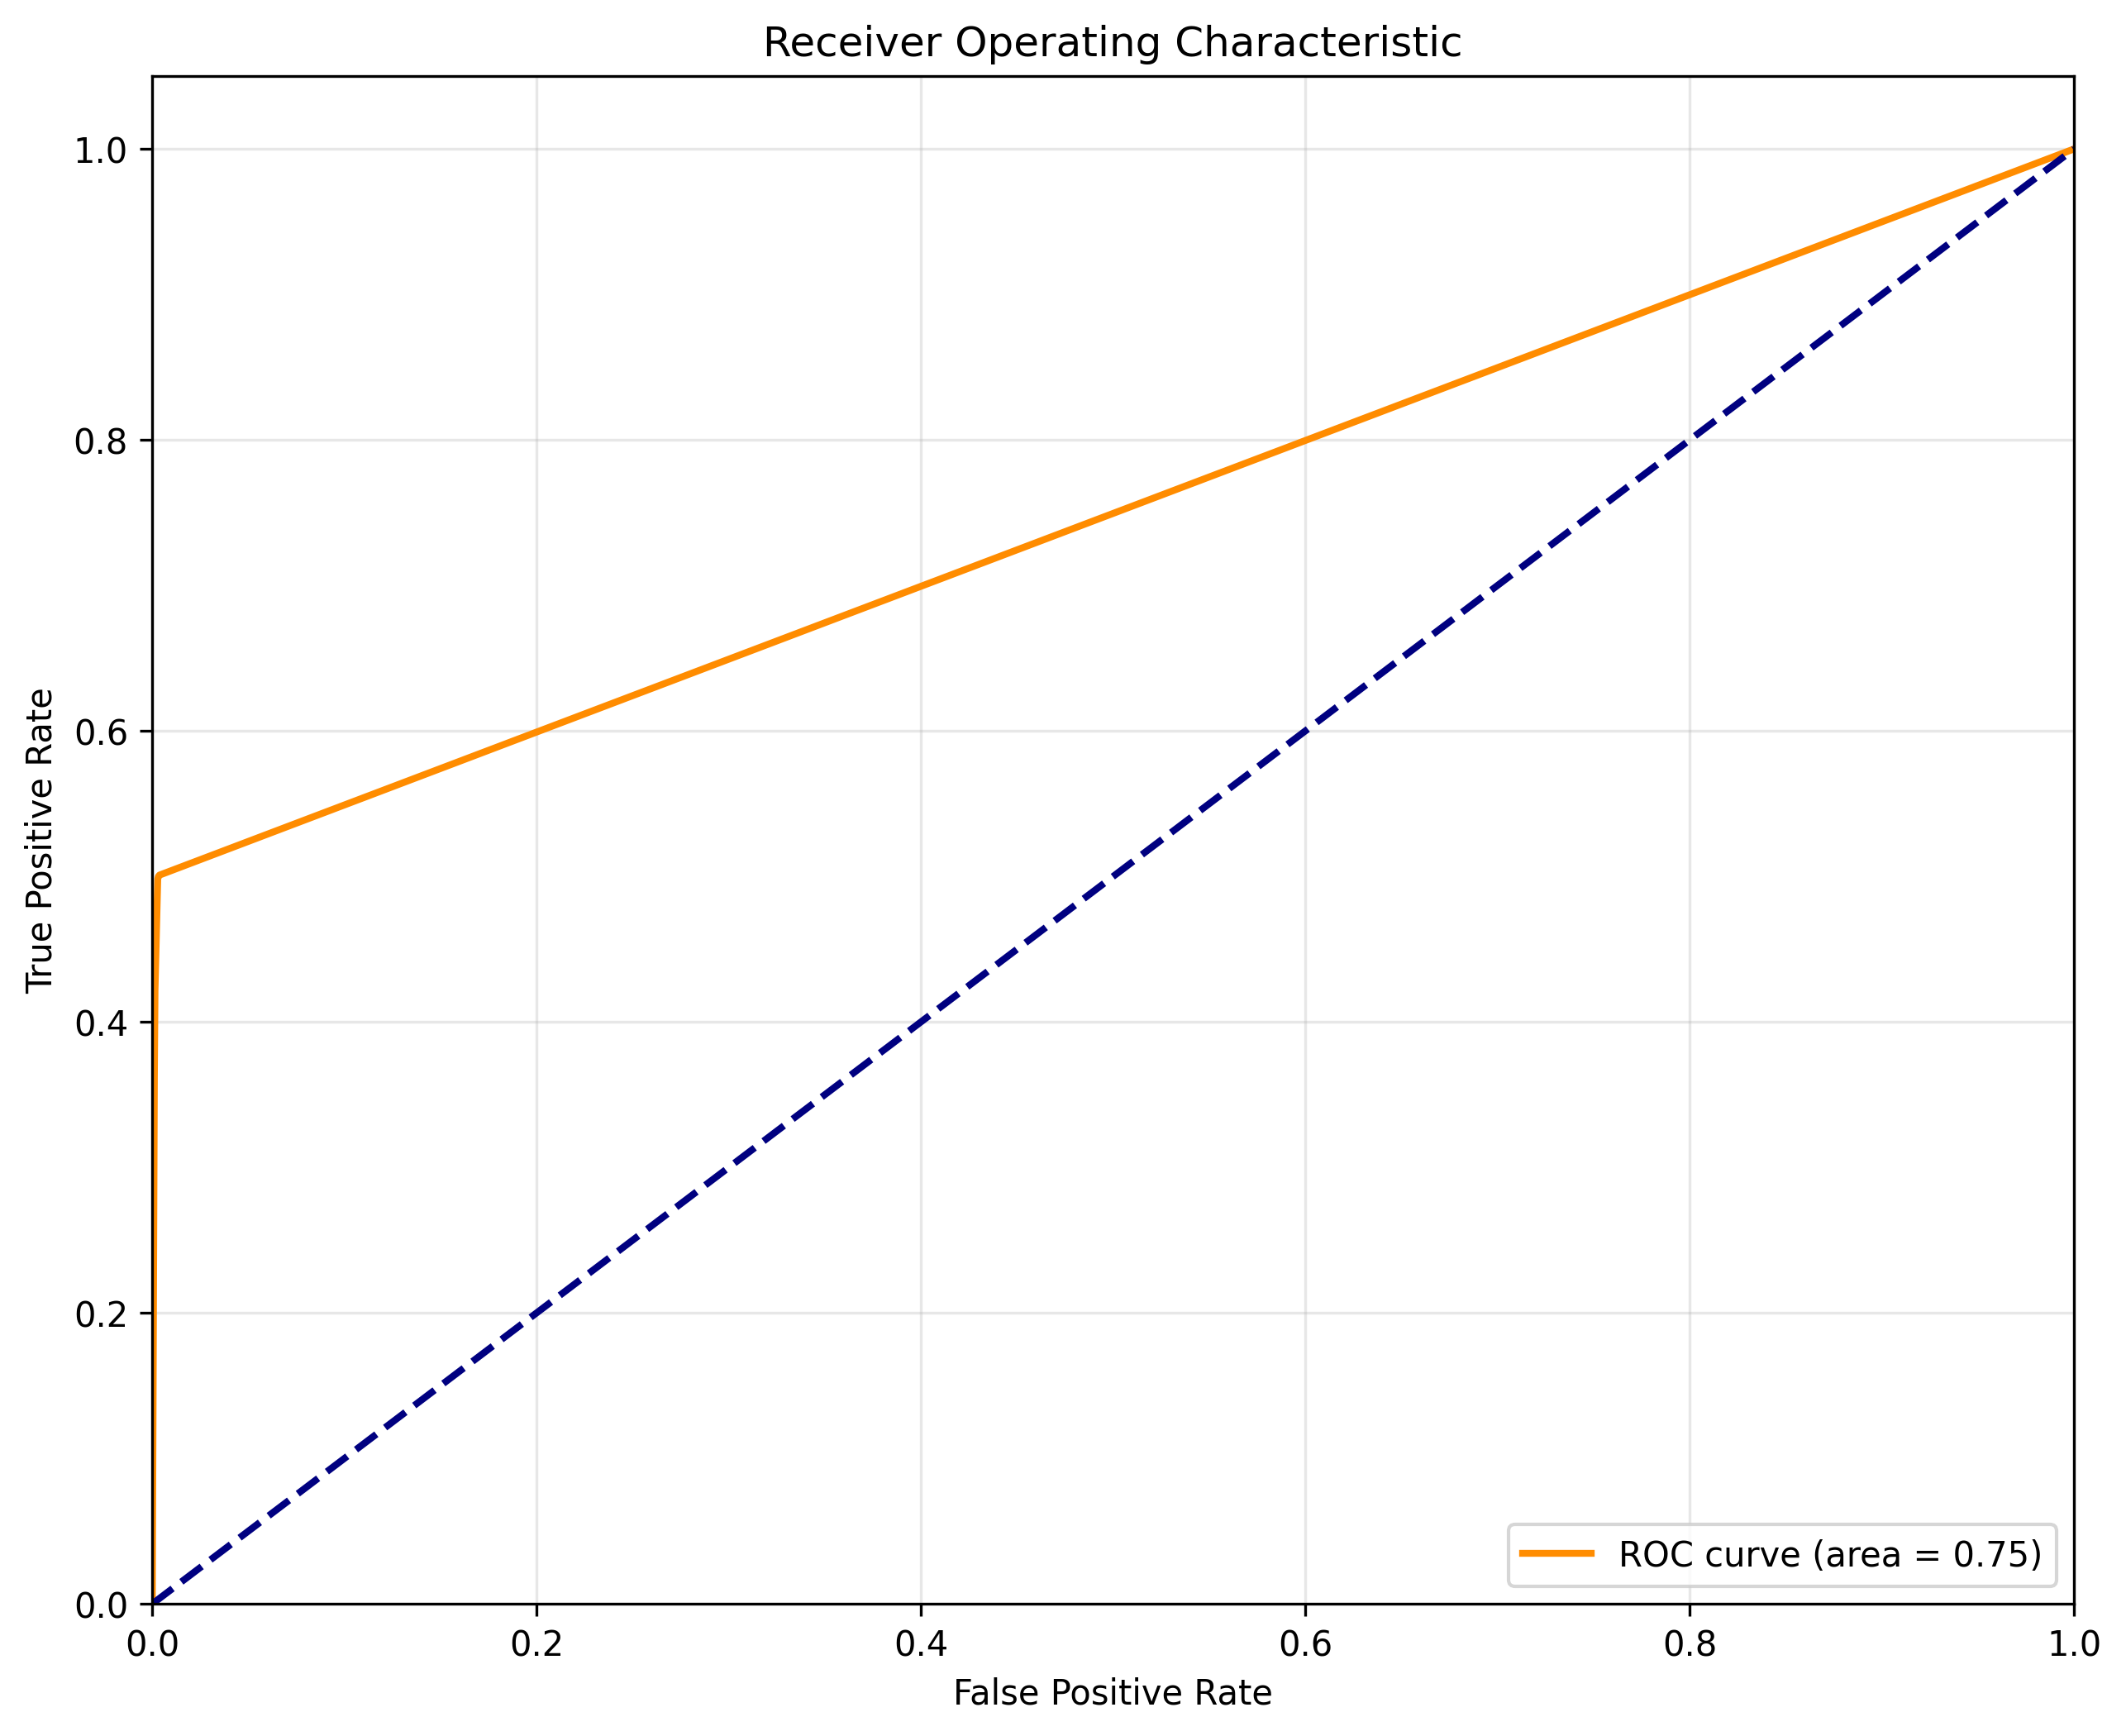 Receiver Operating Characteristic
1.0
0.8
0.6
0.4
0.2
0.0
True Positive Rate
0.0 0.2 0.4 0.6 0.8 1.0
False Positive Rate
ROC curve (area = 0.75)